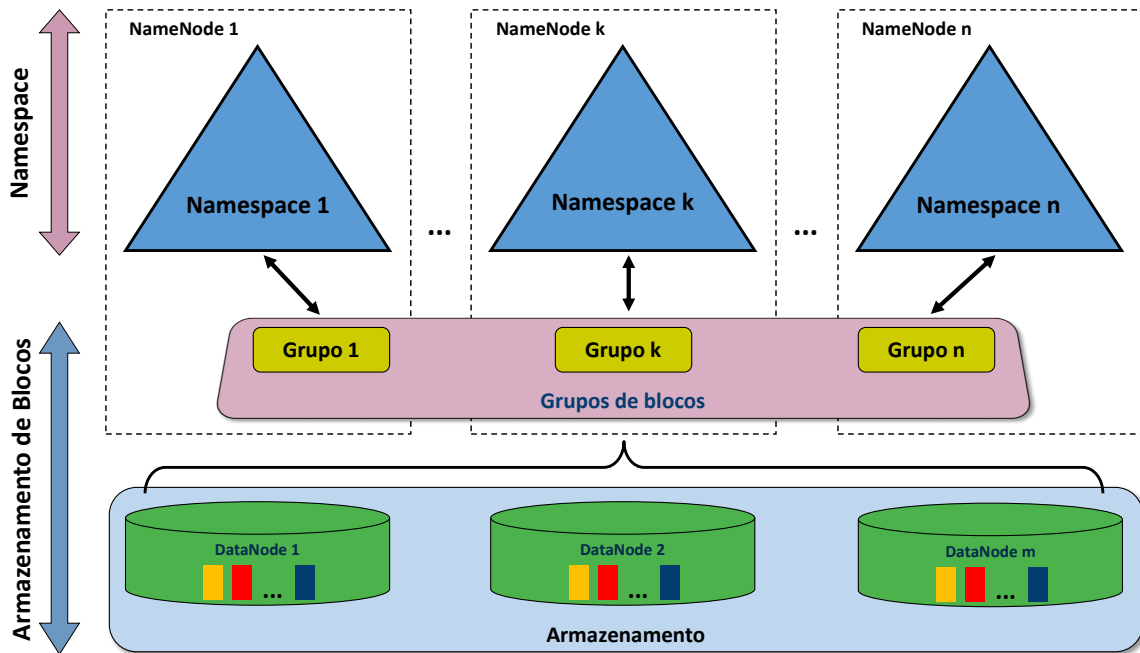 Namespace
NameNode 1
NameNode k
NameNode n
Namespace 1
...
Namespace k
...
Namespace n
Armazenamento de Blocos
Grupo 1
Grupo k
Grupo n
Grupos de blocos
DataNode 1
...
DataNode 2
...
DataNode m
...
Armazenamento